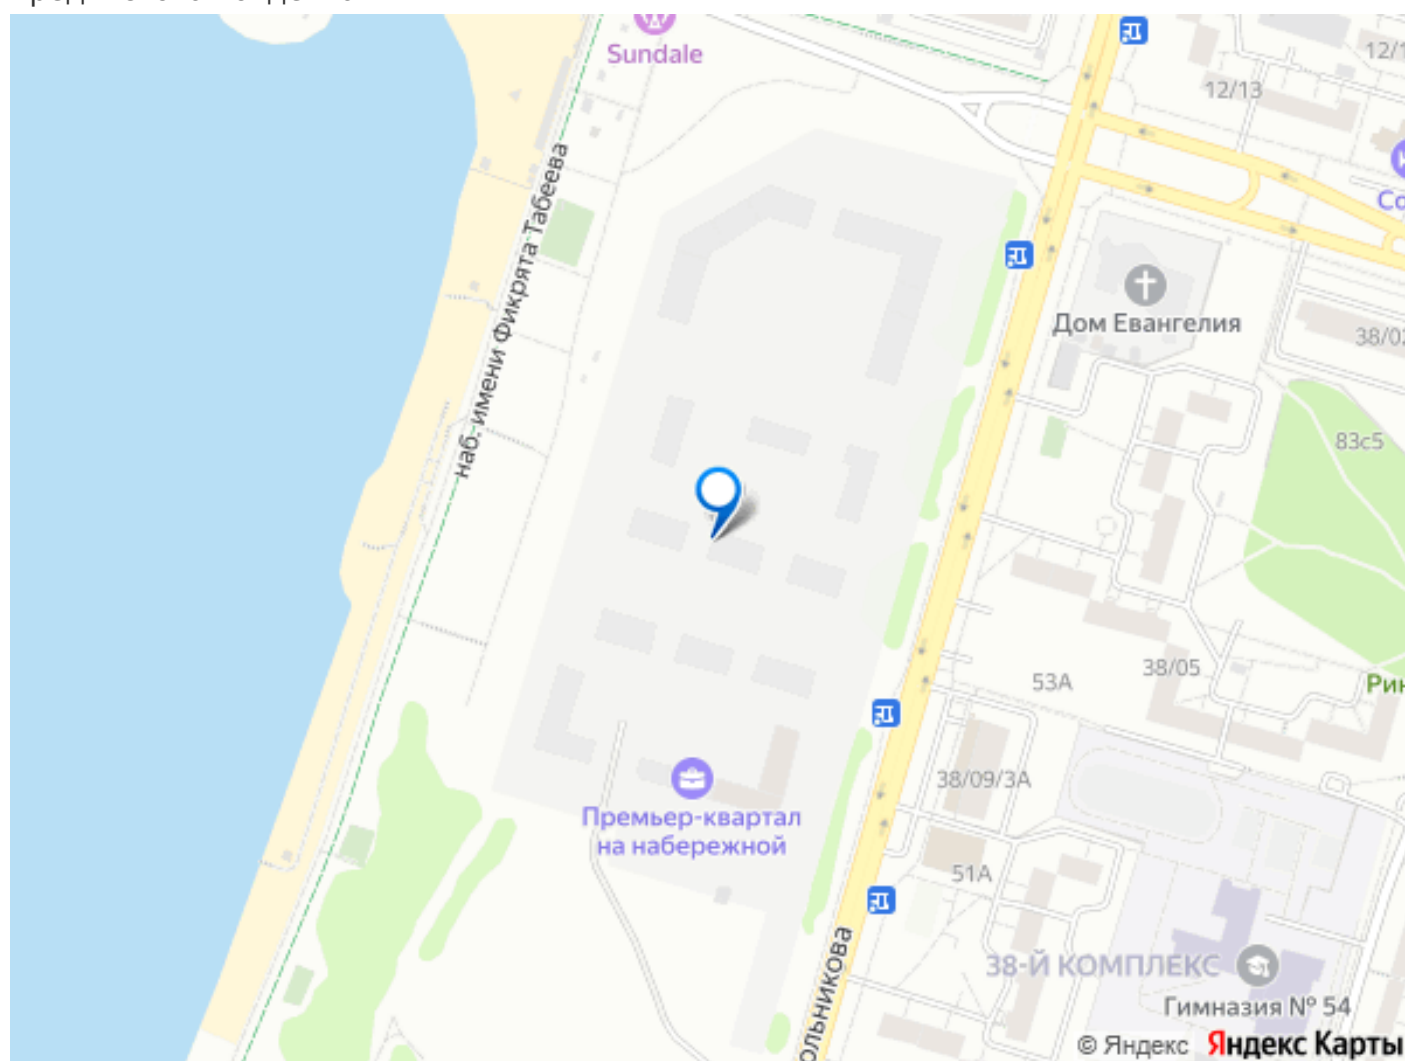 Sundale
12/13
наб. имени Фикрята Табеева
Дом Евангелия
83с5
38/05
53А
38/09/3А
Премьер-квартал
на набережной
51А
38-Й КОМПЛЕКС
Гимназия № 54
© Яндекс Яндекс Карты